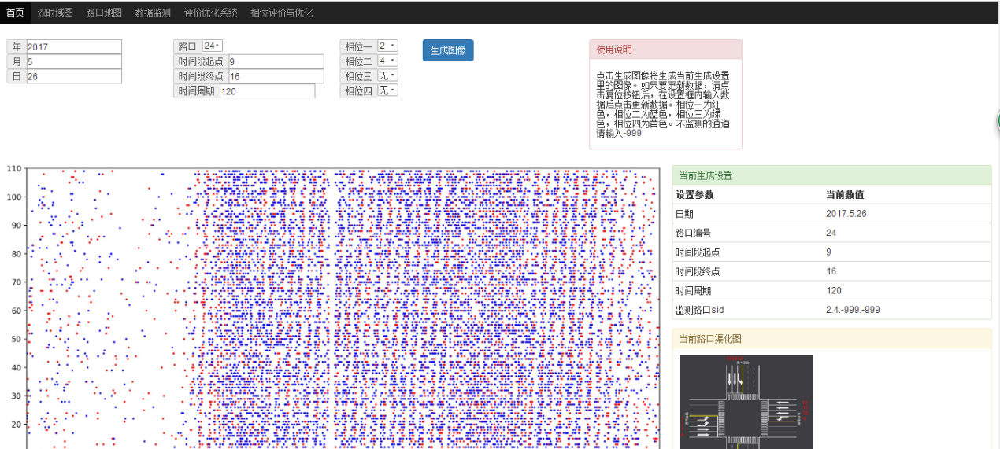 首页 双时域图 路口地图 数据监测 评价优化系统 相位评价与优化
年 2017
月 5
日 26
路口 24
时间段起点 9
时间段终点 16
时间周期 120
相位一 2
相位二 4
相位三 无
相位四 无
生成图像
使用说明
点击生成图像将生成当前生成设置
里的图像。如果要更新数据，请点
击复位按钮后，在设置框内输入数
据后点击更新数据。相位一为红
色，相位二为蓝色，相位三为绿
色，相位四为黄色。不监测的通道
请输入-999
110
100
90
80
70
60
50
40
30
20
当前生成设置
设置参数 当前数值
日期 2017.5.26
路口编号 24
时间段起点 9
时间段终点 16
时间周期 120
监测路口sid 2.4.-999.-999
当前路口渠化图